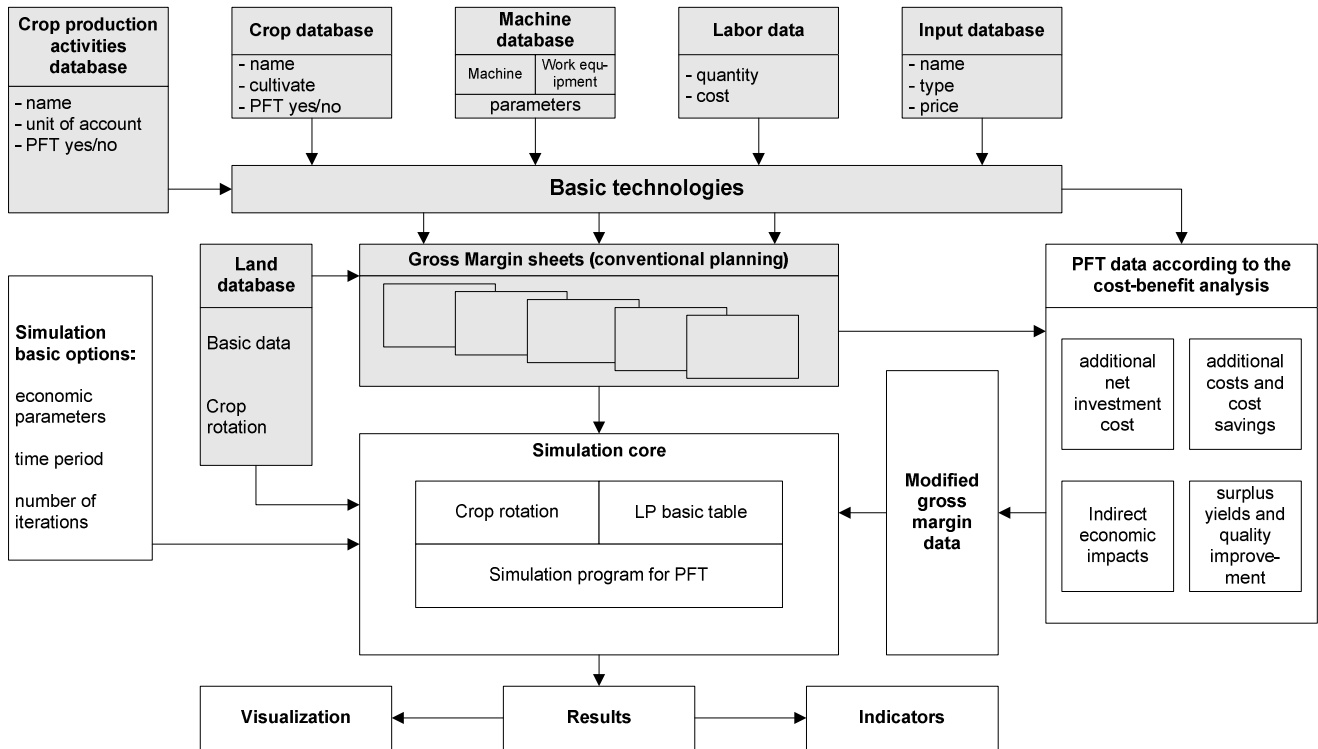 Crop production
activities
database
- name
- unit of account
- PFT yes/no
Crop database
- name
- cultivate
- PFT yes/no
Machine
database
Machine
Work equ-
ipment
parameters
Labor data
- quantity
- cost
Input database
- name
- type
- price
Basic technologies
Land
database
Basic data
Crop
rotation
Gross Margin sheets (conventional planning)
PFT data according to the
cost-benefit analysis
additional
net
investment
cost
additional
costs and
cost
savings
Indirect
economic
impacts
surplus
yields and
quality
improve-
ment
Simulation
basic options:
economic
parameters
time period
number of
iterations
Simulation core
Crop rotation
LP basic table
Simulation program for PFT
Modified
gross
margin
data
Visualization
Results
Indicators